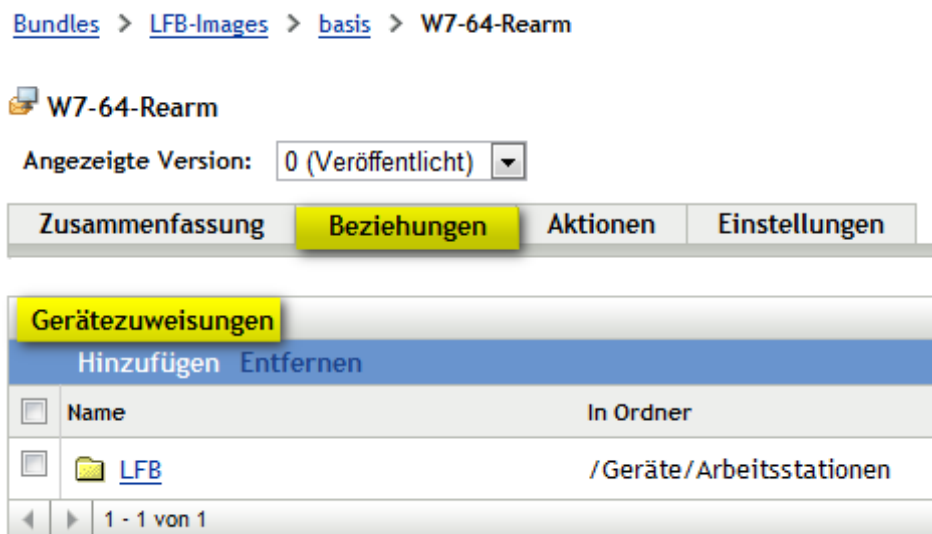 Bundles > LFB-Images > basis > W7-64-Rearm
W7-64-Rearm
Angezeigte Version: 0 (Veröffentlicht)
Zusammenfassung Beziehungen Aktionen Einstellungen
Gerätezuweisungen
Hinzufügen Entfernen
Name In Ordner
LFB /Geräte/Arbeitsstationen
1 - 1 von 1